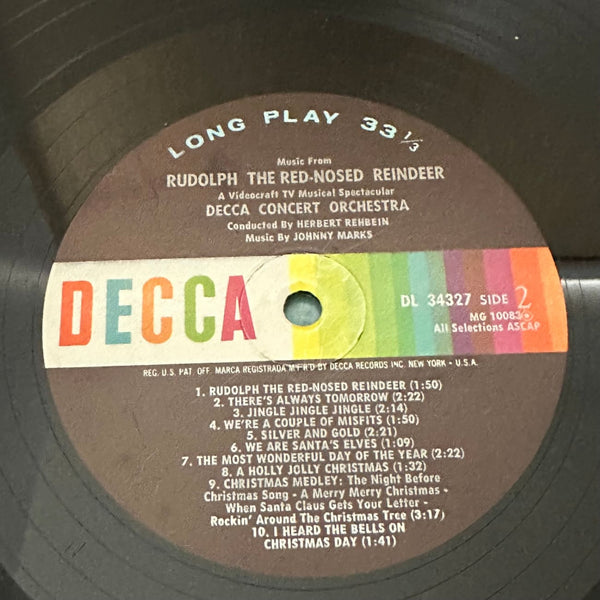 LONG PLAY 33 1/3
Music From
RUDOLPH THE RED-NOSED REINDEER
A Videocraft TV Musical Spectacular
DECCA CONCERT ORCHESTRA
Conducted By HERBERT REHBEIN
Music By JOHNNY MARKS
DECCA
DL 34327 SIDE 2
MG 10083
All Selections ASCAP
REG. U.S. PAT. OFF. MARCA REGISTRADA M'F'R'D BY DECCA RECORDS INC. NEW YORK - U.S.A.
1. RUDOLPH THE RED-NOSED REINDEER (1:50)
2. THERE'S ALWAYS TOMORROW (2:22)
3. JINGLE JINGLE JINGLE (2:14)
4. WE'RE A COUPLE OF MISFITS (1:50)
5. SILVER AND GOLD (2:21)
6. WE ARE SANTA'S ELVES (1:09)
7. THE MOST WONDERFUL DAY OF THE YEAR (2:22)
8. A HOLLY JOLLY CHRISTMAS (1:32)
9. CHRISTMAS MEDLEY: The Night Before
Christmas Song - A Merry Merry Christmas -
When Santa Claus Gets Your Letter -
Rockin' Around The Christmas Tree (3:17)
10. I HEARD THE BELLS ON
CHRISTMAS DAY (1:41)